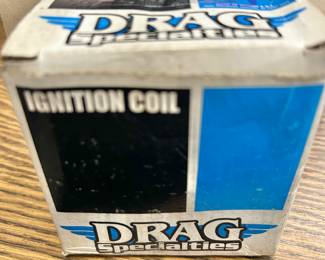 DRAG
Specialties
IGNITION COIL
DRAG
Specialties